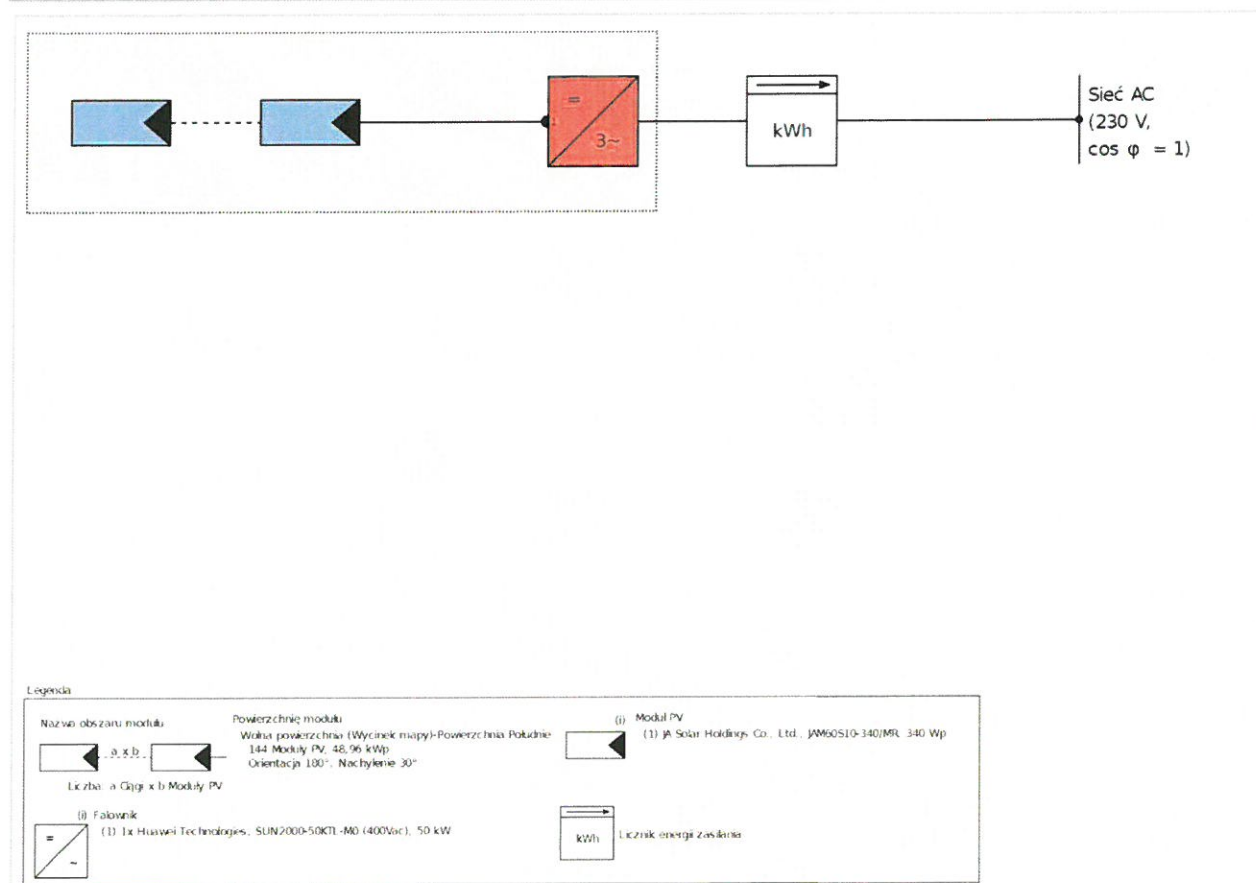 =
3~
kWh
Sieć AC
(230 V,
cos φ = 1)
Legenda
Nazwa obszaru modułu
a x b
Liczba a Ciągi x b Moduły PV
Powierzchnię modułu
Wolna powierzchnia (Wycinek mapy)-Powierzchnia Południe
144 Moduły PV, 48,96 kWp
Orientacja 180°, Nachylenie 30°
(i) Moduł PV
(1) JA Solar Holdings Co., Ltd., JAM60S10-340/MR, 340 Wp
(i) Falownik
= ~
(1) 1x Huawei Technologies, SUN2000-50KTL-M0 (400Vac), 50 kW
kWh
Licznik energii zasilania